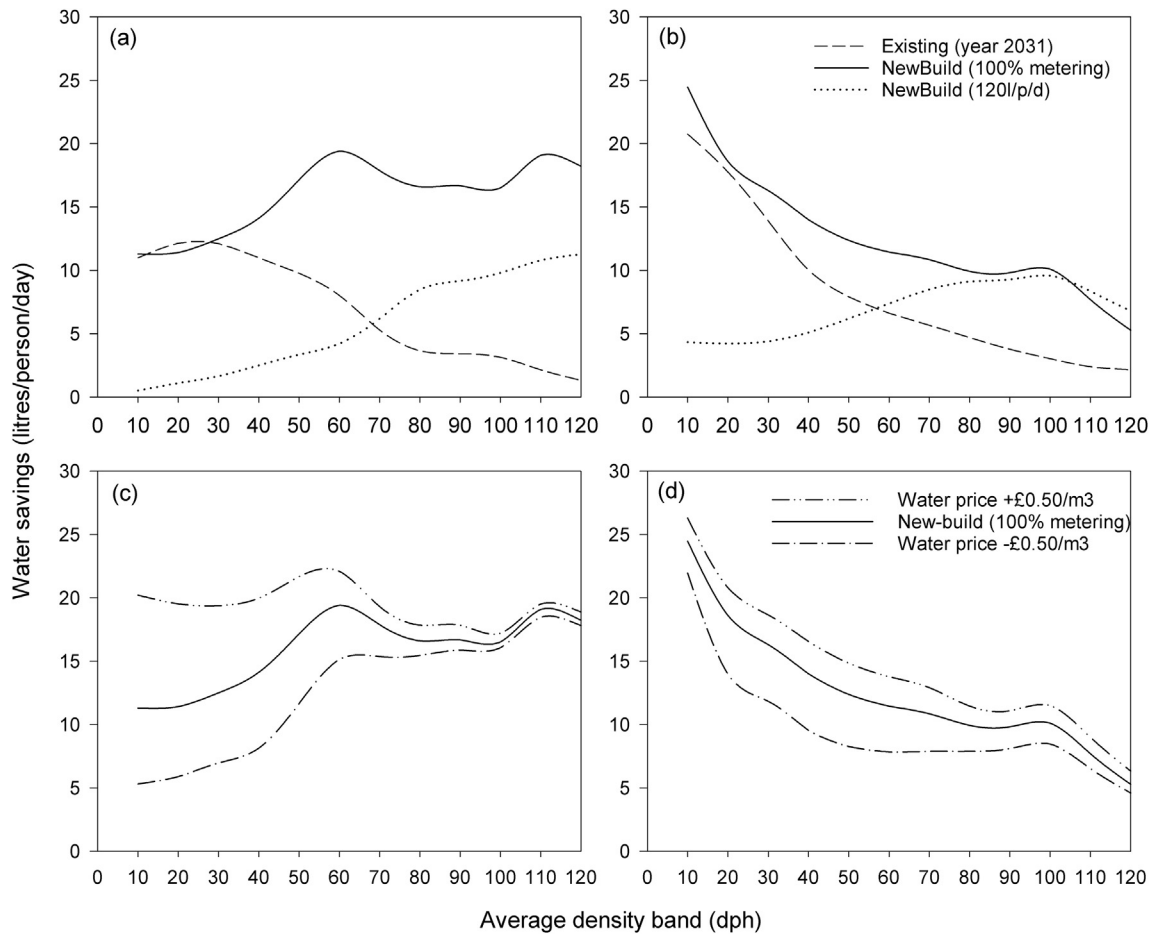 Water savings (litres/person/day)
(a)
30
25
20
15
10
5
0
0 10 20 30 40 50 60 70 80 90 100 110 120
(b)
Existing (year 2031)
NewBuild (100% metering)
NewBuild (120l/p/d)
30
25
20
15
10
5
0
0 10 20 30 40 50 60 70 80 90 100 110 120
(c)
30
25
20
15
10
5
0
0 10 20 30 40 50 60 70 80 90 100 110 120
(d)
Water price +£0.50/m3
New-build (100% metering)
Water price -£0.50/m3
30
25
20
15
10
5
0
0 10 20 30 40 50 60 70 80 90 100 110 120
Average density band (dph)